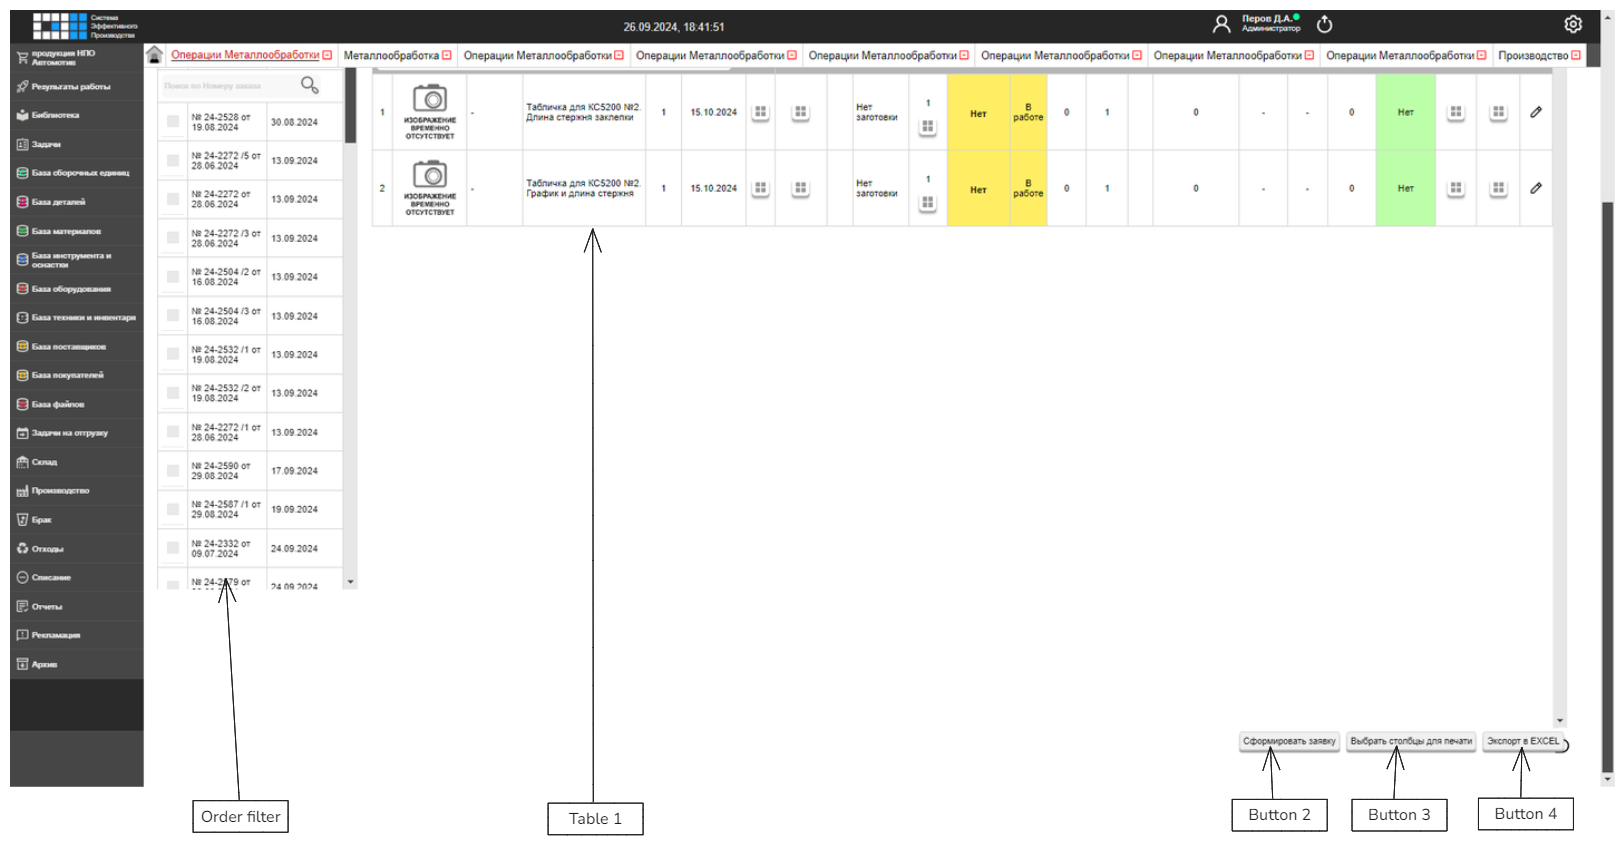 Система
Эффективного
Производства
26.09.2024, 18:41:51
Перов Д.А.
Администратор
продукция НПО
Автомотив
Результаты работы
Библиотека
Задачи
База сборочных единиц
База деталей
База материалов
База инструмента и
оснастки
База оборудования
База техники и инвентаря
База поставщиков
База покупателей
База файлов
Задачи на отгрузку
Склад
Производство
Брак
Отходы
Списание
Отчеты
Рекламация
Архив
Операции Металлообработки
Металлообработка
Операции Металлообработки
Операции Металлообработки
Операции Металлообработки
Операции Металлообработки
Операции Металлообработки
Операции Металлообработки
Производство
Поиск по Номеру заказа
№ 24-2528 от
19.08.2024
30.08.2024
№ 24-2272 /5 от
28.06.2024
13.09.2024
№ 24-2272 от
28.06.2024
13.09.2024
№ 24-2272 /3 от
28.06.2024
13.09.2024
№ 24-2504 /2 от
16.08.2024
13.09.2024
№ 24-2504 /3 от
16.08.2024
13.09.2024
№ 24-2532 /1 от
19.08.2024
13.09.2024
№ 24-2532 /2 от
19.08.2024
13.09.2024
№ 24-2272 /1 от
28.06.2024
13.09.2024
№ 24-2590 от
29.08.2024
17.09.2024
№ 24-2587 /1 от
29.08.2024
19.09.2024
№ 24-2332 от
09.07.2024
24.09.2024
от
24.09.2024
1
ИЗОБРАЖЕНИЕ
ВРЕМЕННО
ОТСУТСТВУЕТ
-
Табличка для КС5200 №2.
Длина стержня заклепки
1
15.10.2024
Нет
заготовки
1
Нет
В
работе
0
1
0
-
-
0
Нет
2
ИЗОБРАЖЕНИЕ
ВРЕМЕННО
ОТСУТСТВУЕТ
-
Табличка для КС5200 №2.
График и длина стержня
1
15.10.2024
Нет
заготовки
1
Нет
В
работе
0
1
0
-
-
0
Нет
Сформировать заявку
Выбрать столбцы для печати
Экспорт в EXCEL
Order filter
Table 1
Button 2
Button 3
Button 4